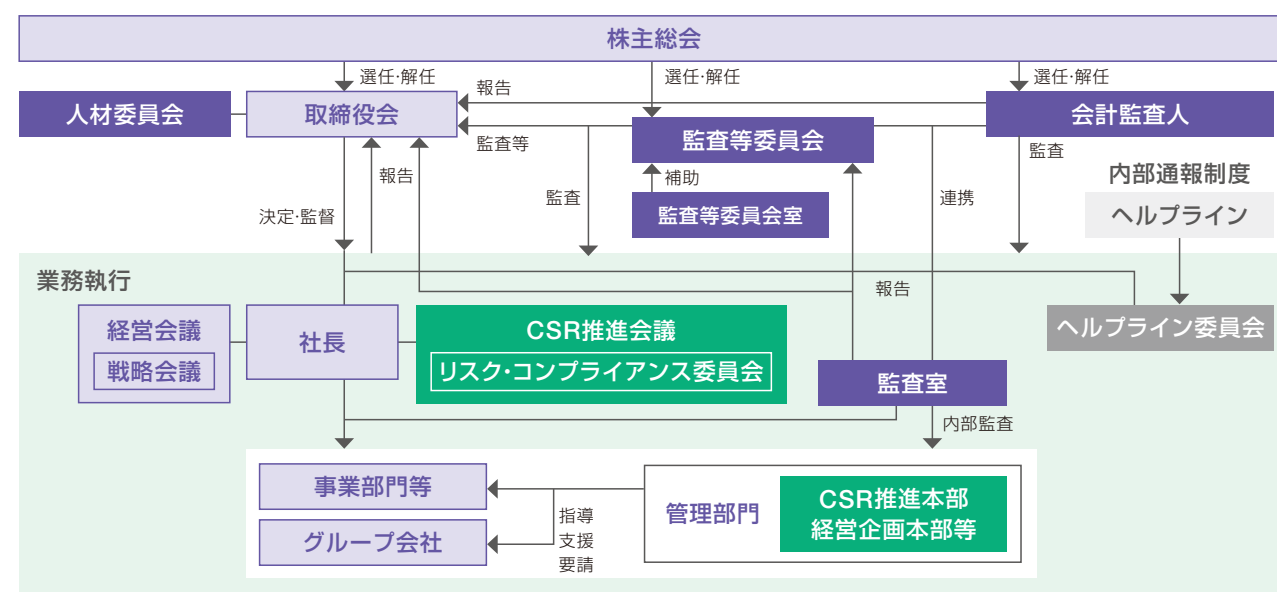 株主総会
選任・解任
選任・解任
選任・解任
報告
人材委員会
取締役会
会計監査人
監査等
監査等委員会
監査
報告
補助
内部通報制度
監査
連携
監査等委員会室
ヘルプライン
決定・監督
業務執行
報告
経営会議
戦略会議
社長
CSR推進会議
リスク・コンプライアンス委員会
ヘルプライン委員会
監査室
内部監査
事業部門等
グループ会社
指導
支援
要請
管理部門
CSR推進本部
経営企画本部等